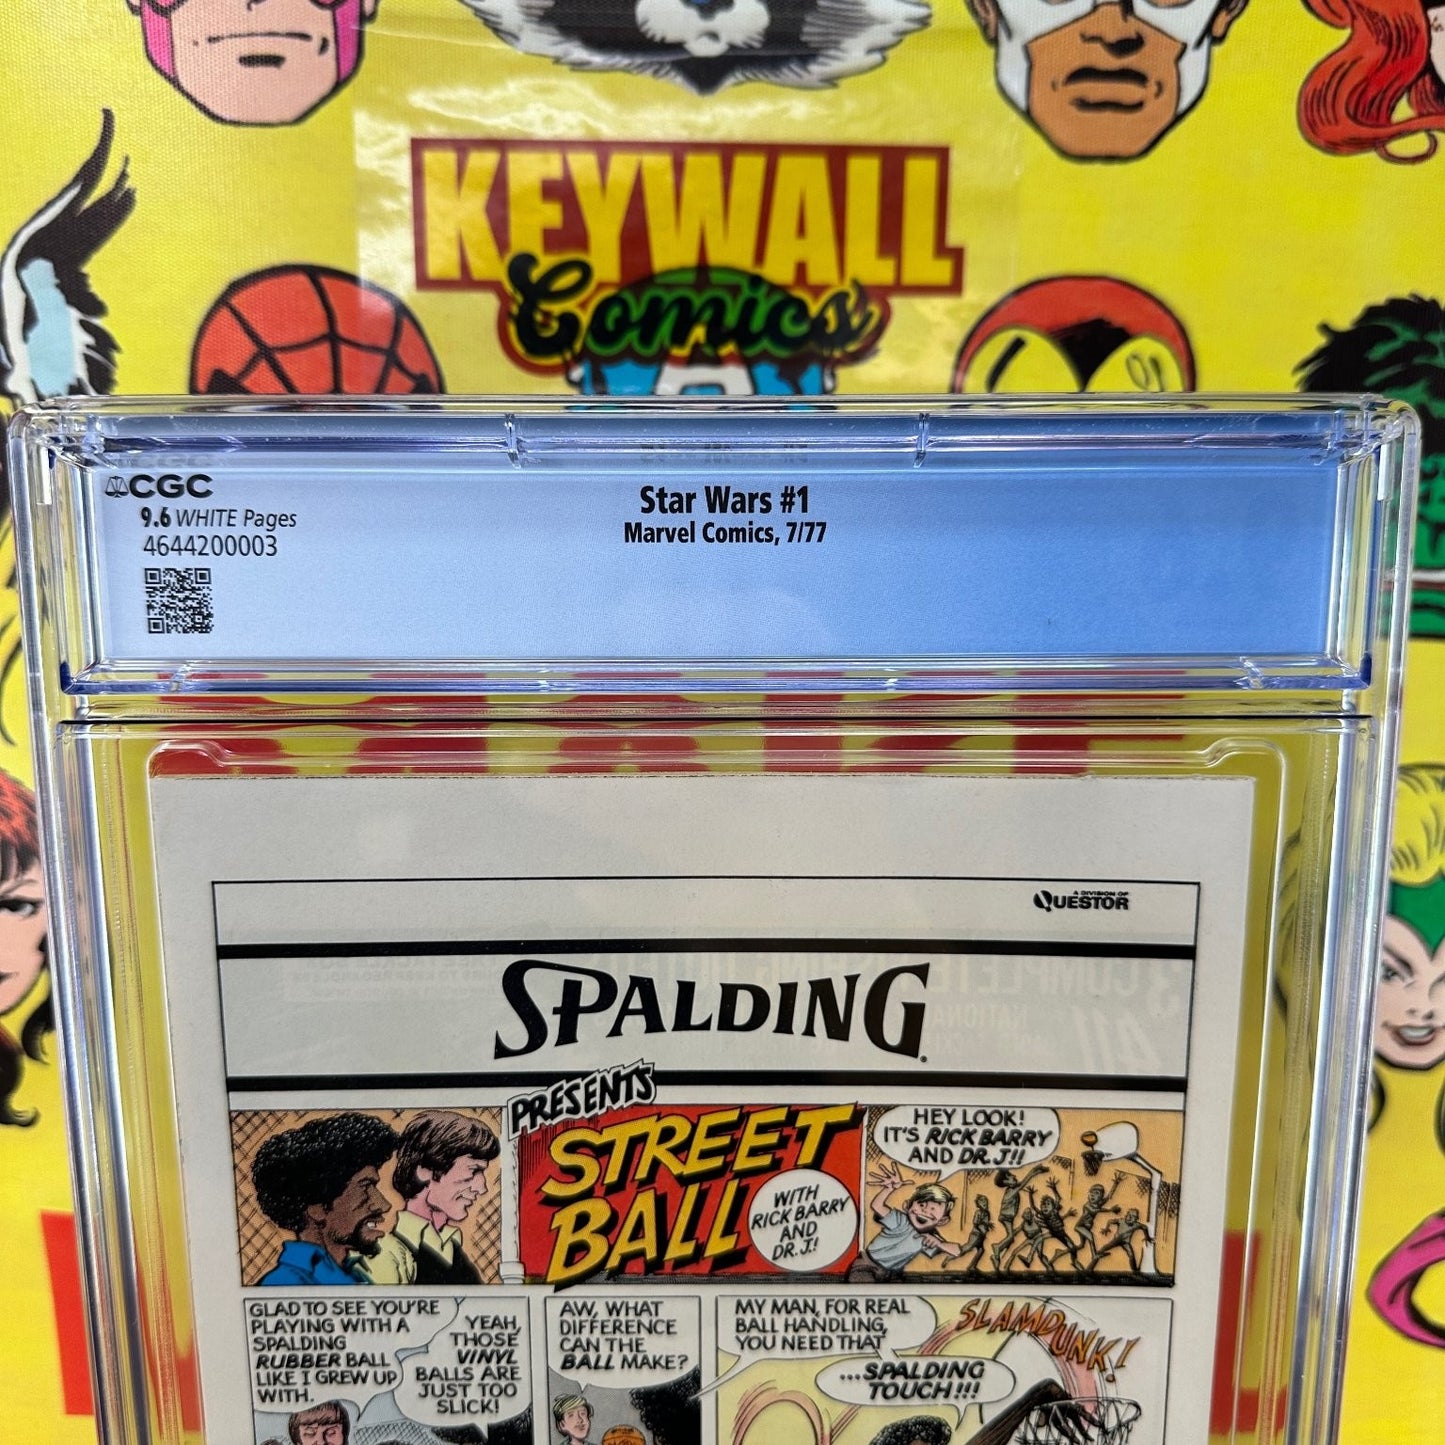 KEYWALL
Comics
CGC
9.6 WHITE Pages
4644200003
Star Wars #1
Marvel Comics, 7/77
A DIVISION OF
QUESTOR
SPALDING
PRESENTS
STREET
BALL
WITH
RICK BARRY
AND
DR. J.!
HEY LOOK!
IT'S RICK BARRY
AND DR. J!!
GLAD TO SEE YOU'RE
PLAYING WITH A
SPALDING
RUBBER BALL
LIKE I GREW UP
WITH.
YEAH,
THOSE
VINYL
BALLS ARE
JUST TOO
SLICK!
AW, WHAT
DIFFERENCE
CAN THE
BALL MAKE?
MY MAN, FOR REAL
BALL HANDLING,
YOU NEED THAT
...SPALDING
TOUCH!!!
SLAMDUNK!